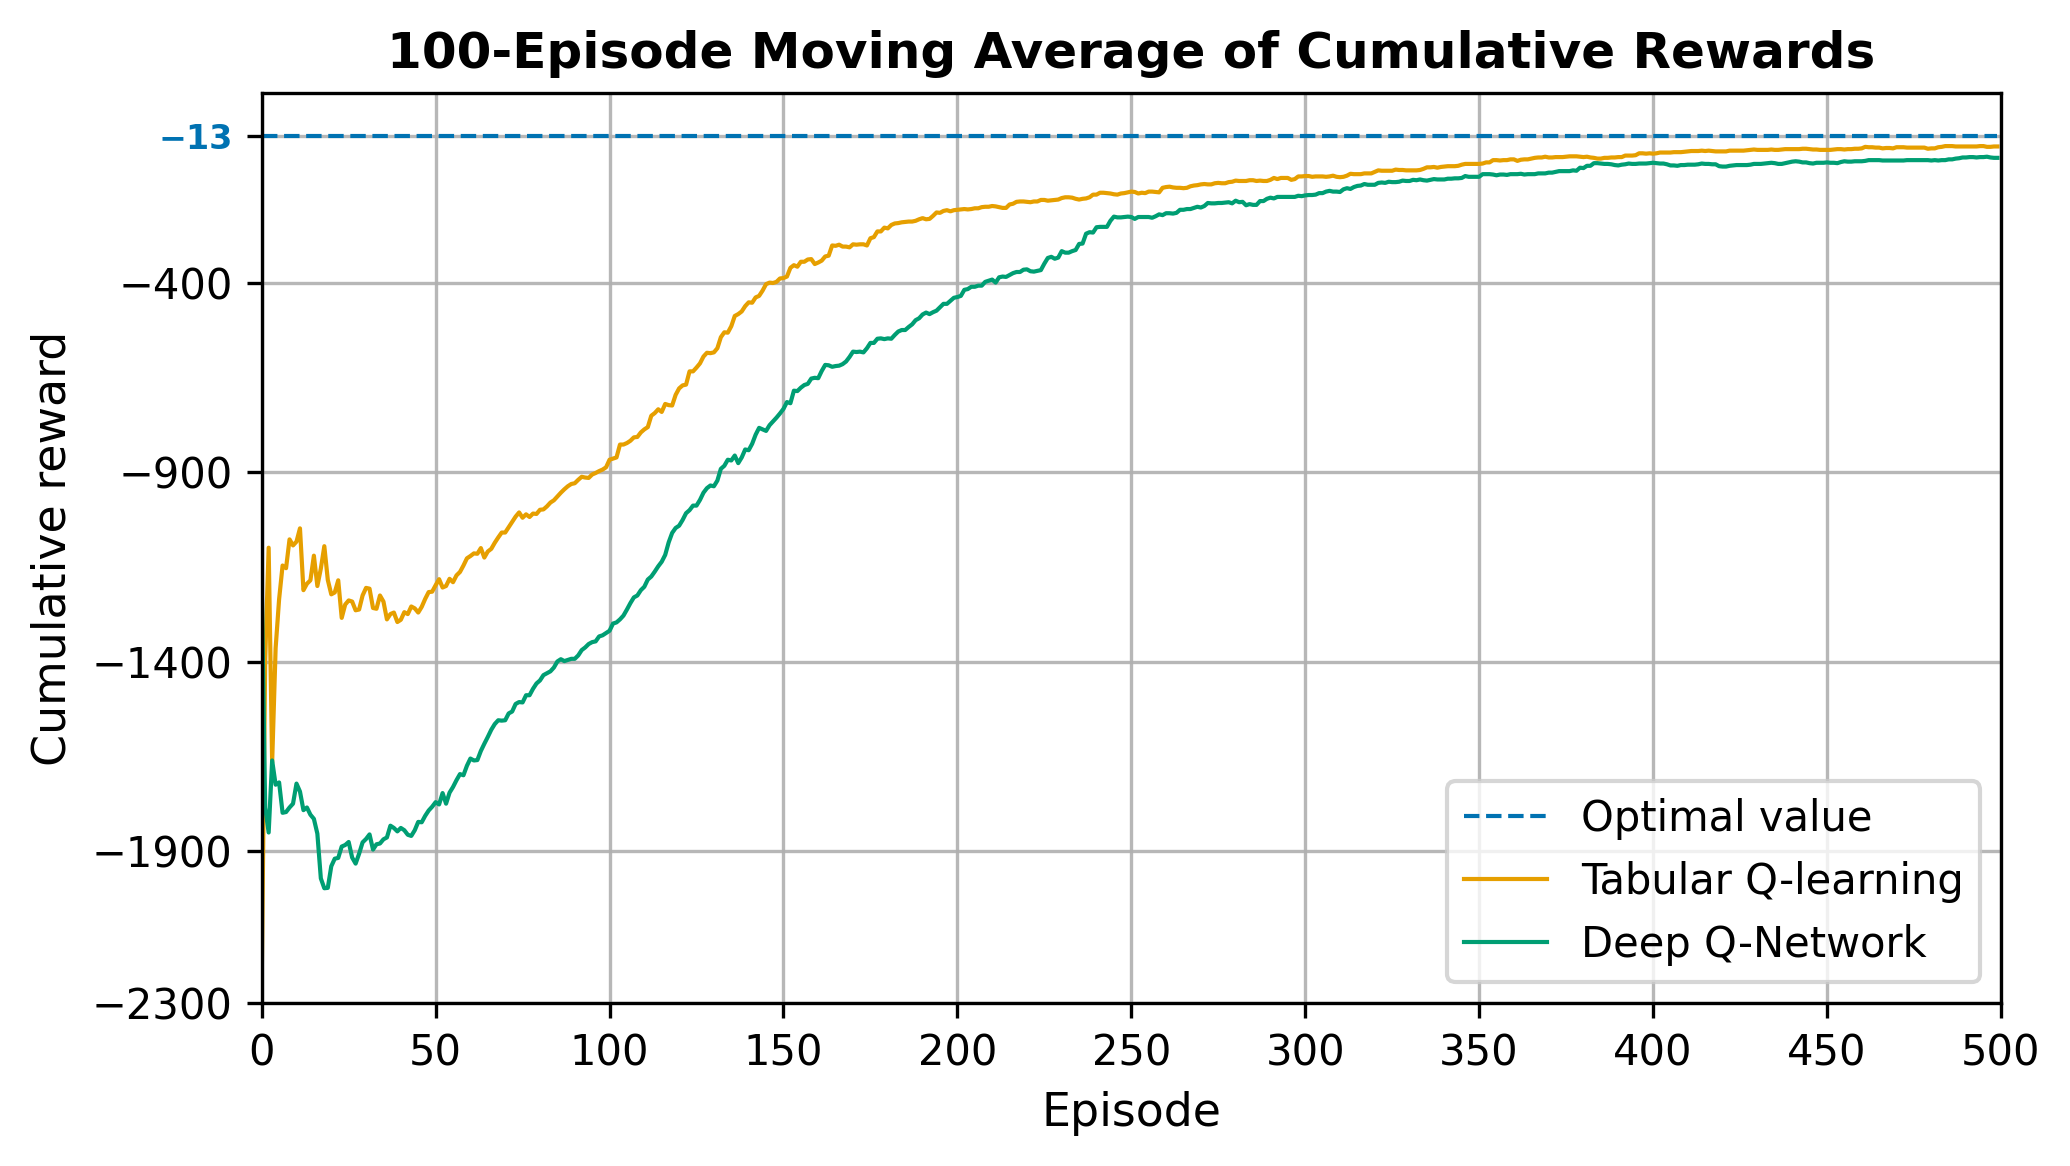 100-Episode Moving Average of Cumulative Rewards
−13
−400
−900
−1400
−1900
−2300
Cumulative reward
0 50 100 150 200 250 300 350 400 450 500
Episode
Optimal value
Tabular Q-learning
Deep Q-Network